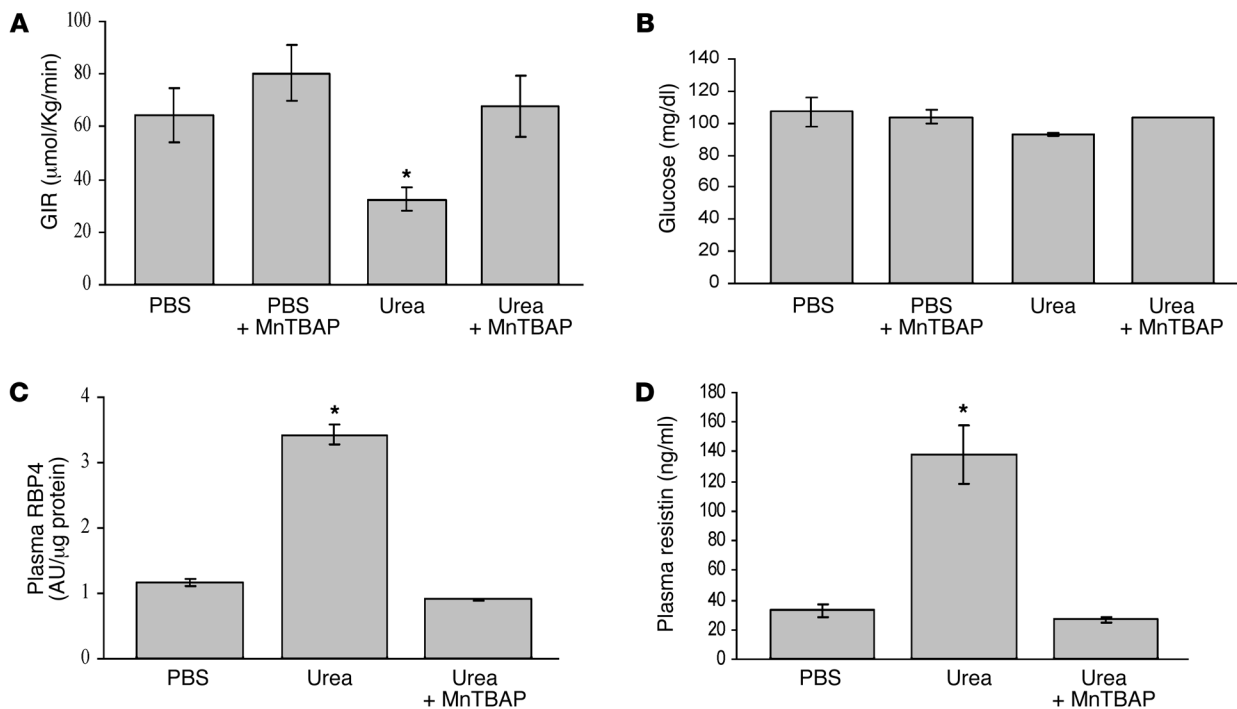 A
GIR (μmol/Kg/min)
100
80
60
40
20
0
*
PBS
PBS
+ MnTBAP
Urea
Urea
+ MnTBAP
B
Glucose (mg/dl)
140
120
100
80
60
40
20
0
PBS
PBS
+ MnTBAP
Urea
Urea
+ MnTBAP
C
Plasma RBP4
(AU/μg protein)
4
3
2
1
0
*
PBS
Urea
Urea
+ MnTBAP
D
Plasma resistin (ng/ml)
180
160
140
120
100
80
60
40
20
0
*
PBS
Urea
Urea
+ MnTBAP